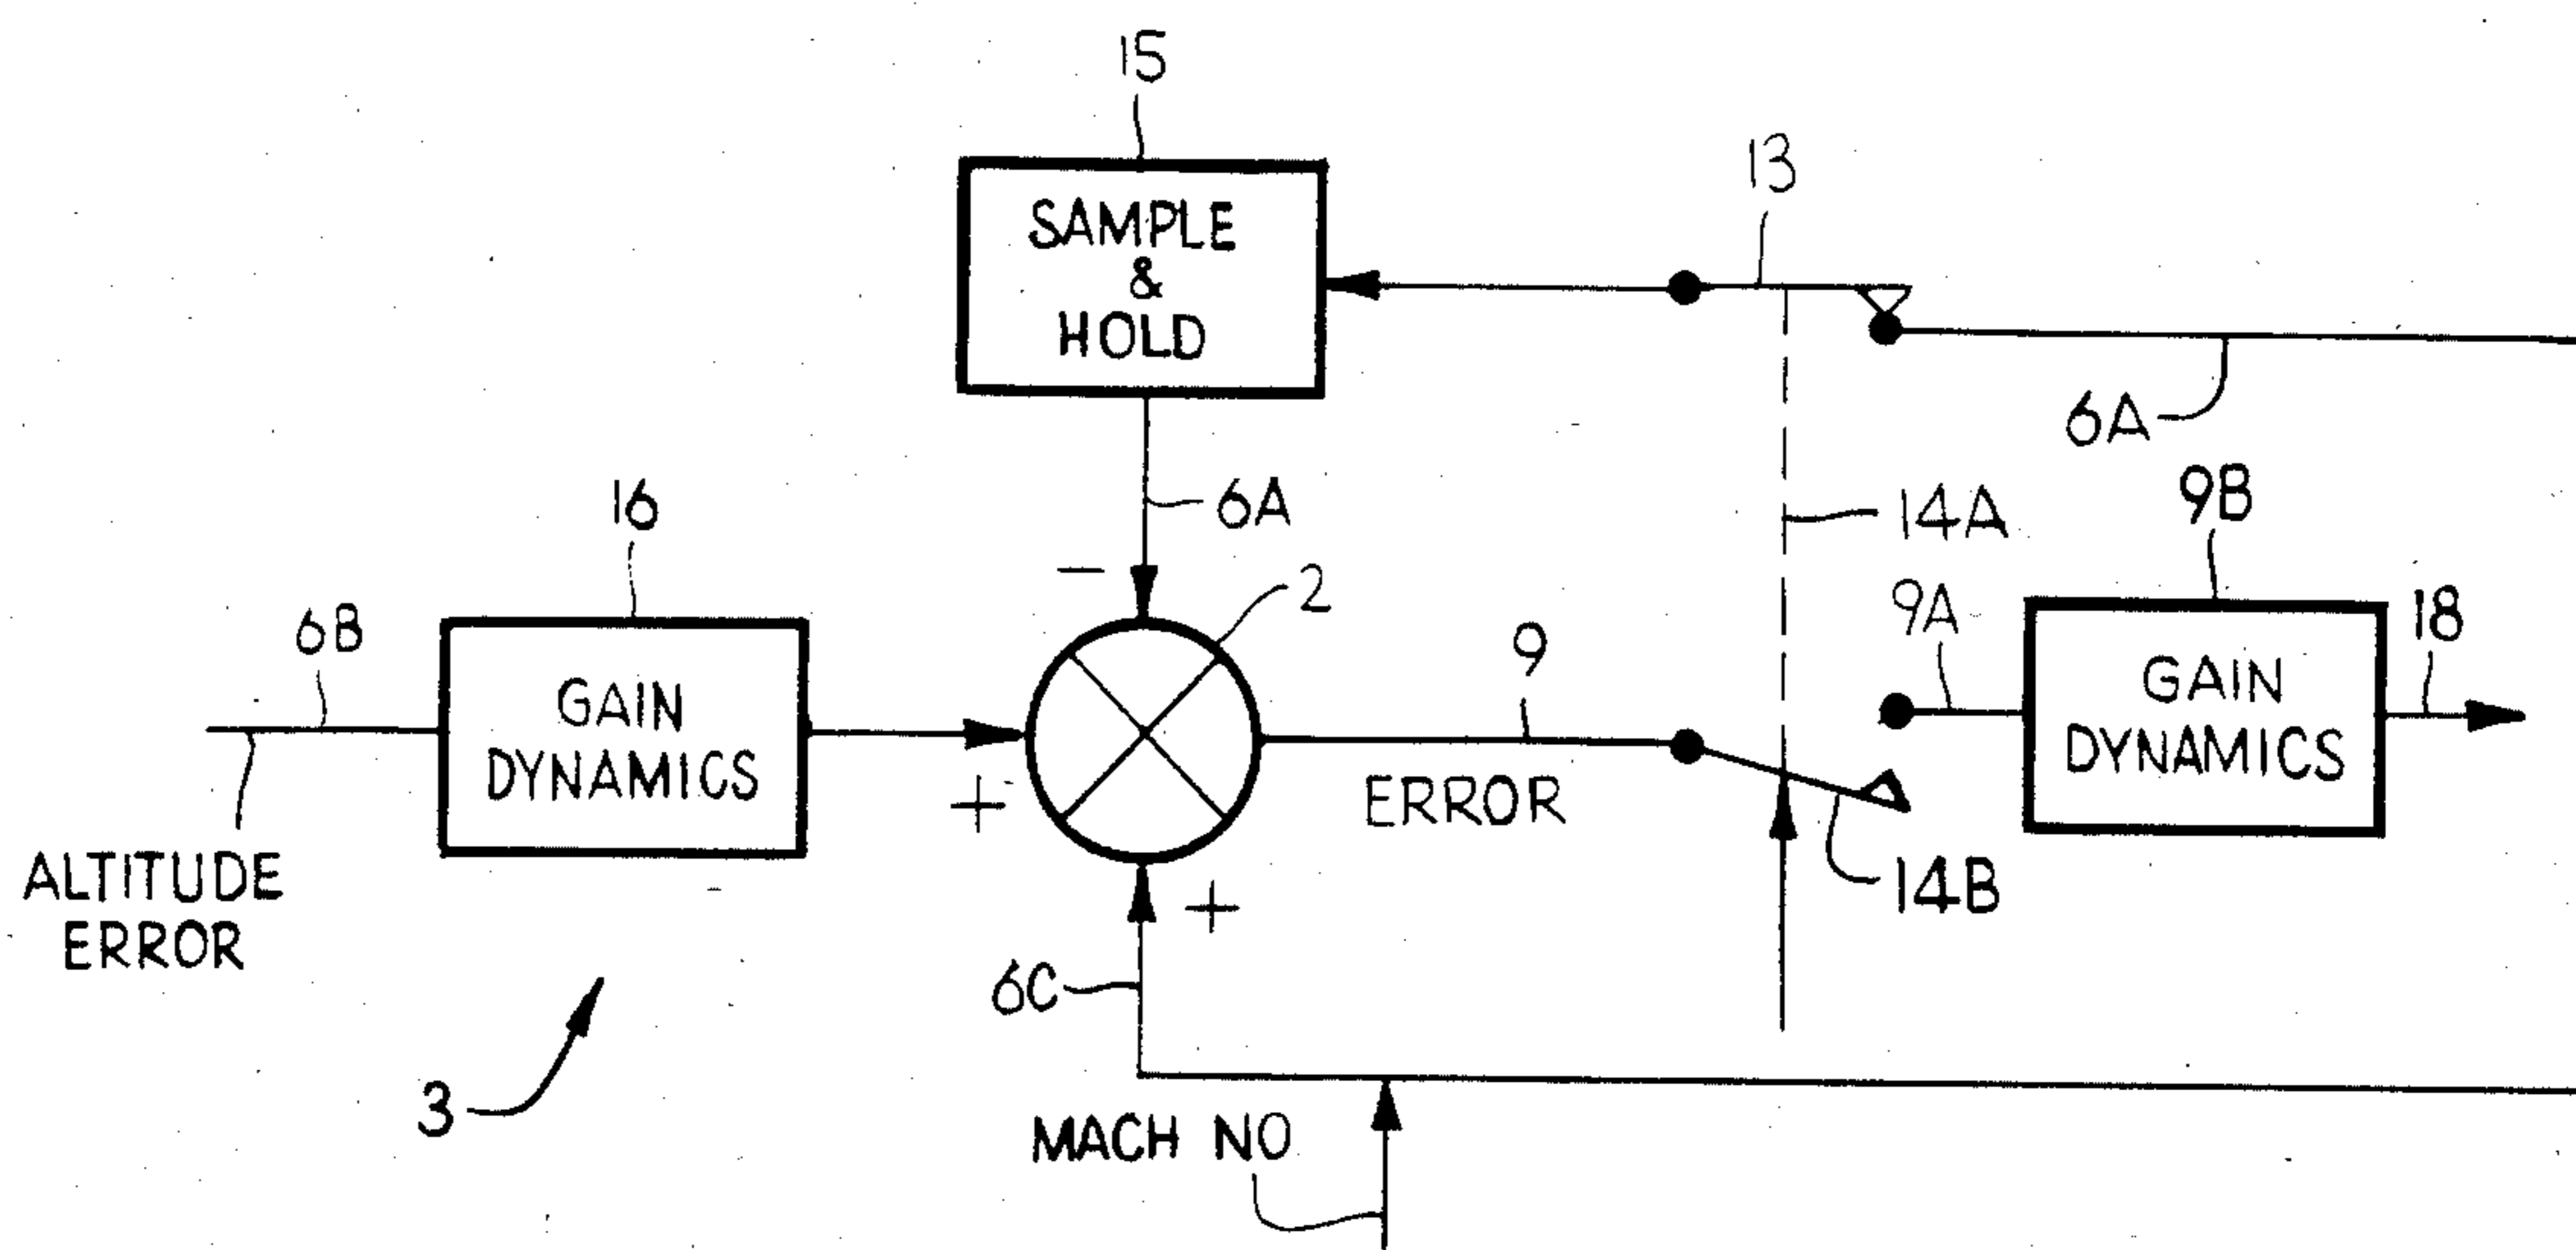 15
13
SAMPLE
&
HOLD
6A
16
6A
14A
9B
6B
2
9
9A
18
GAIN
DYNAMICS
GAIN
DYNAMICS
-
+
ERROR
ALTITUDE
ERROR
14B
+
6C
3
MACH NO